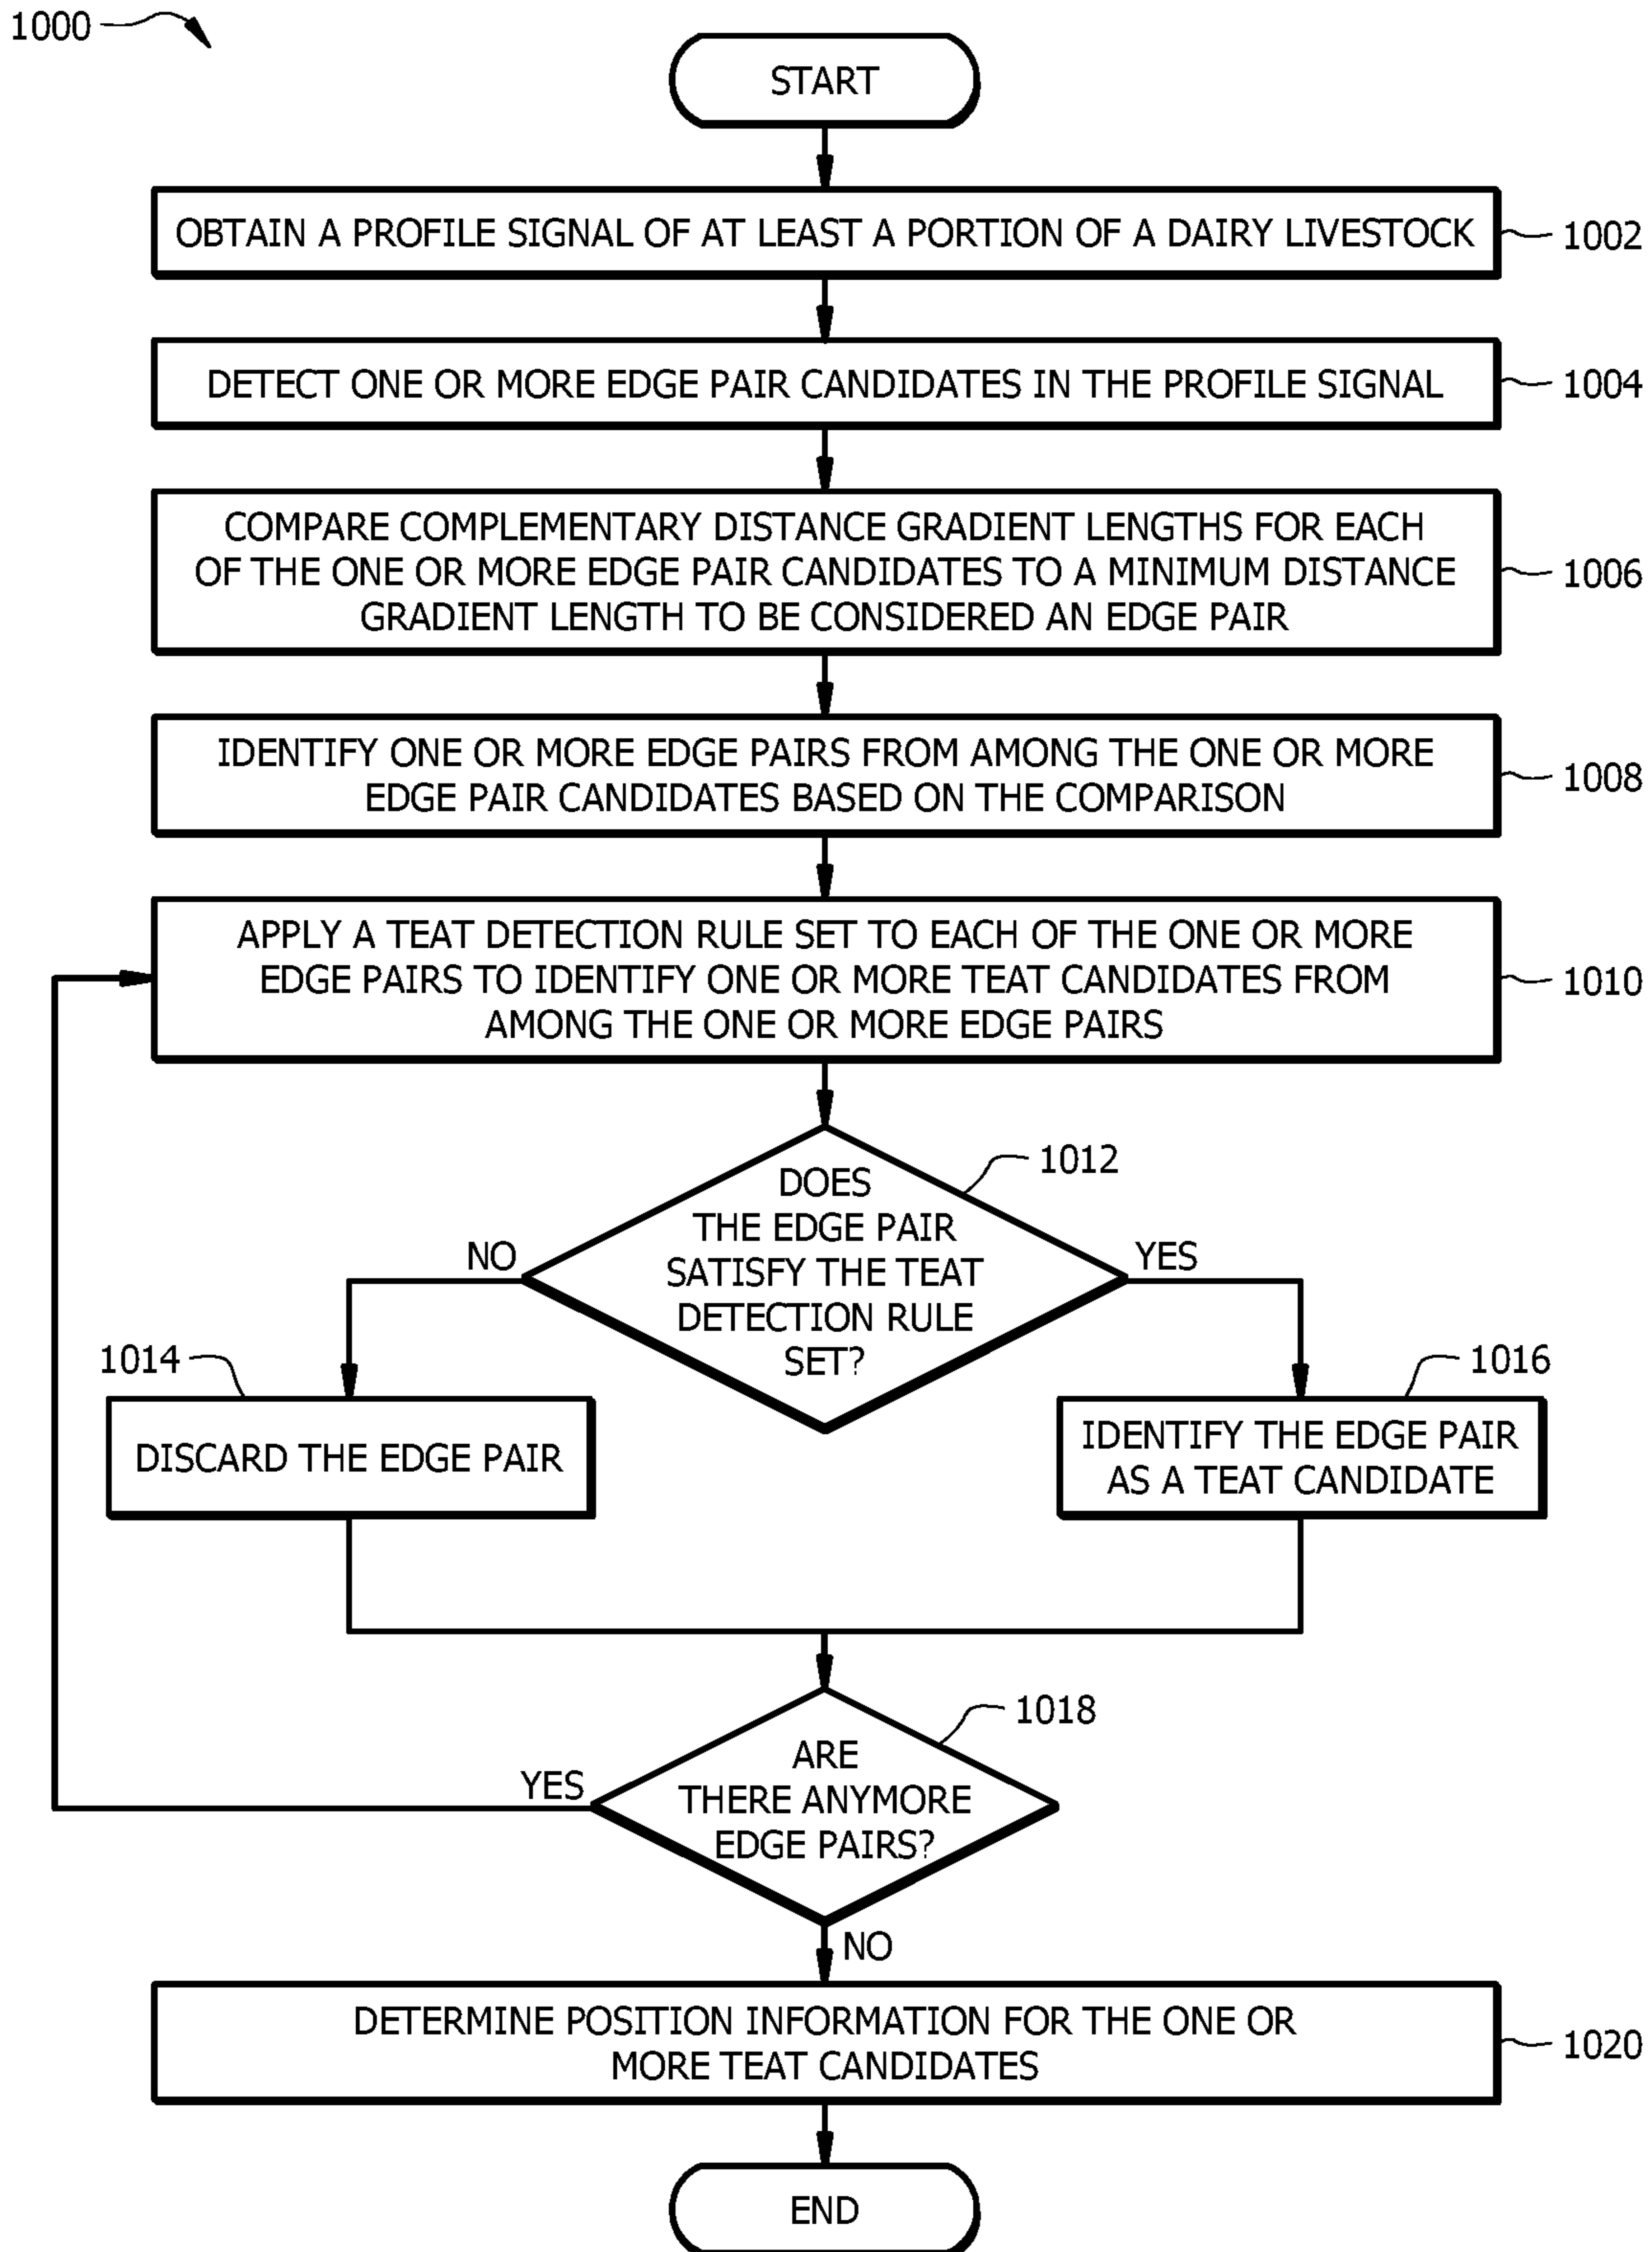 1000
START
OBTAIN A PROFILE SIGNAL OF AT LEAST A PORTION OF A DAIRY LIVESTOCK
1002
DETECT ONE OR MORE EDGE PAIR CANDIDATES IN THE PROFILE SIGNAL
1004
COMPARE COMPLEMENTARY DISTANCE GRADIENT LENGTHS FOR EACH
OF THE ONE OR MORE EDGE PAIR CANDIDATES TO A MINIMUM DISTANCE
GRADIENT LENGTH TO BE CONSIDERED AN EDGE PAIR
1006
IDENTIFY ONE OR MORE EDGE PAIRS FROM AMONG THE ONE OR MORE
EDGE PAIR CANDIDATES BASED ON THE COMPARISON
1008
APPLY A TEAT DETECTION RULE SET TO EACH OF THE ONE OR MORE
EDGE PAIRS TO IDENTIFY ONE OR MORE TEAT CANDIDATES FROM
AMONG THE ONE OR MORE EDGE PAIRS
1010
DOES
THE EDGE PAIR
SATISFY THE TEAT
DETECTION RULE
SET?
1012
NO
YES
1014
DISCARD THE EDGE PAIR
1016
IDENTIFY THE EDGE PAIR
AS A TEAT CANDIDATE
ARE
THERE ANYMORE
EDGE PAIRS?
1018
YES
NO
DETERMINE POSITION INFORMATION FOR THE ONE OR
MORE TEAT CANDIDATES
1020
END